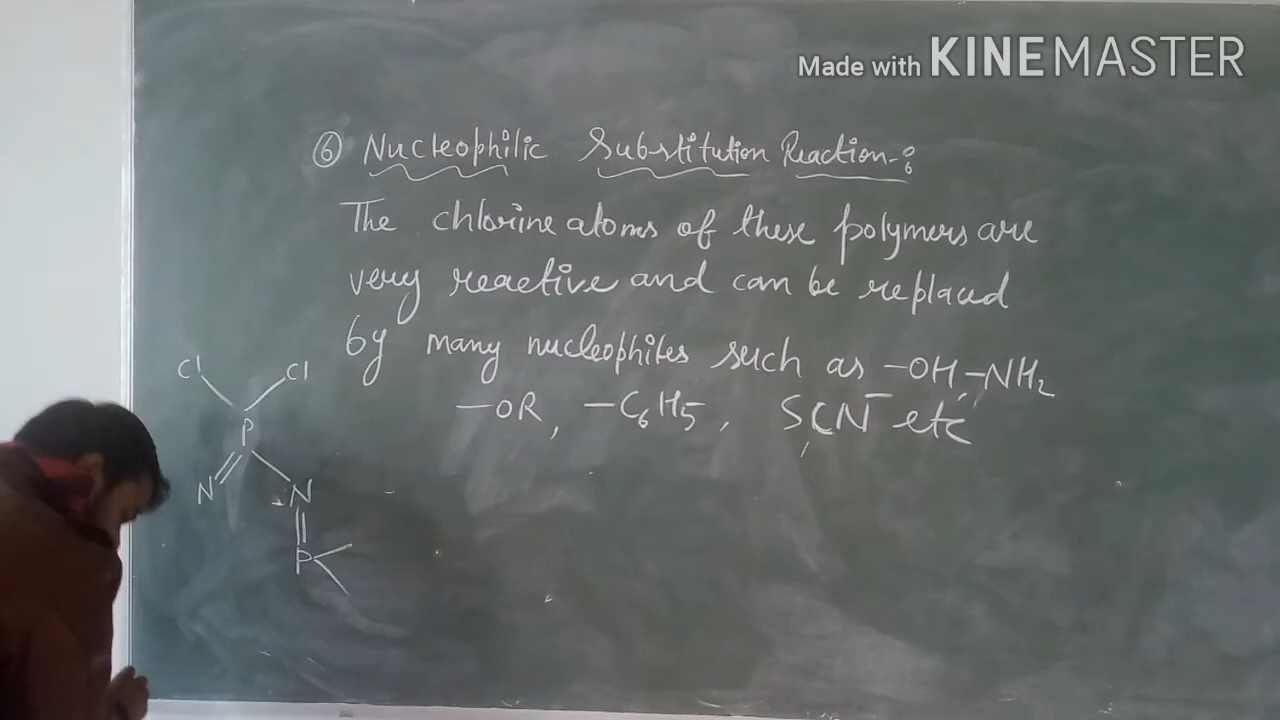 Made with KINEMASTER
⑥ Nucleophilic Substitution Reaction-:
The chlorine atoms of these polymers are
very reactive and can be replaced
by many nucleophiles such as -OH, -NH₂
-OR, -C₆H₅, SCN⁻ etc
Cl Cl
P
N N
P